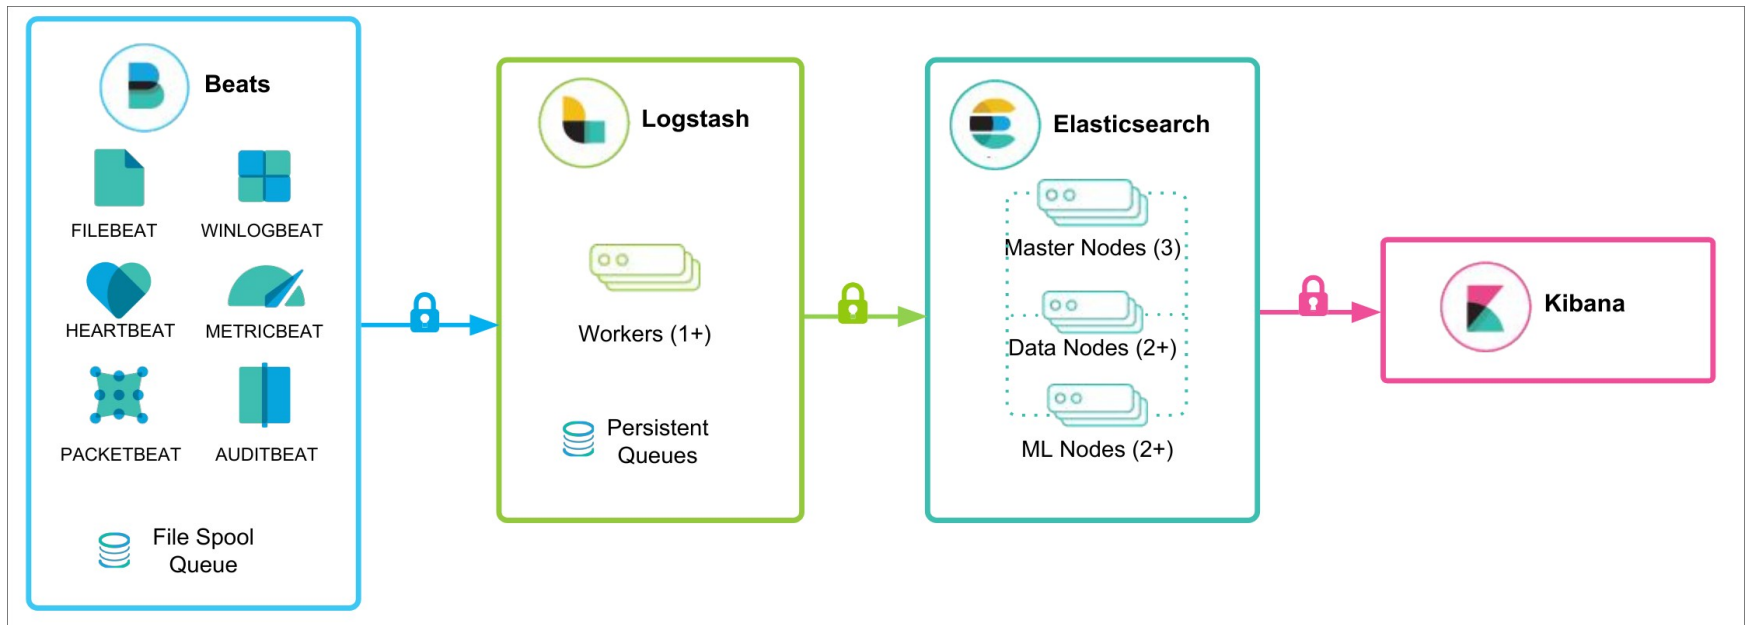 Beats
FILEBEAT
WINLOGBEAT
HEARTBEAT
METRICBEAT
PACKETBEAT
AUDITBEAT
File Spool
Queue
Logstash
Workers (1+)
Persistent
Queues
Elasticsearch
Master Nodes (3)
Data Nodes (2+)
ML Nodes (2+)
Kibana